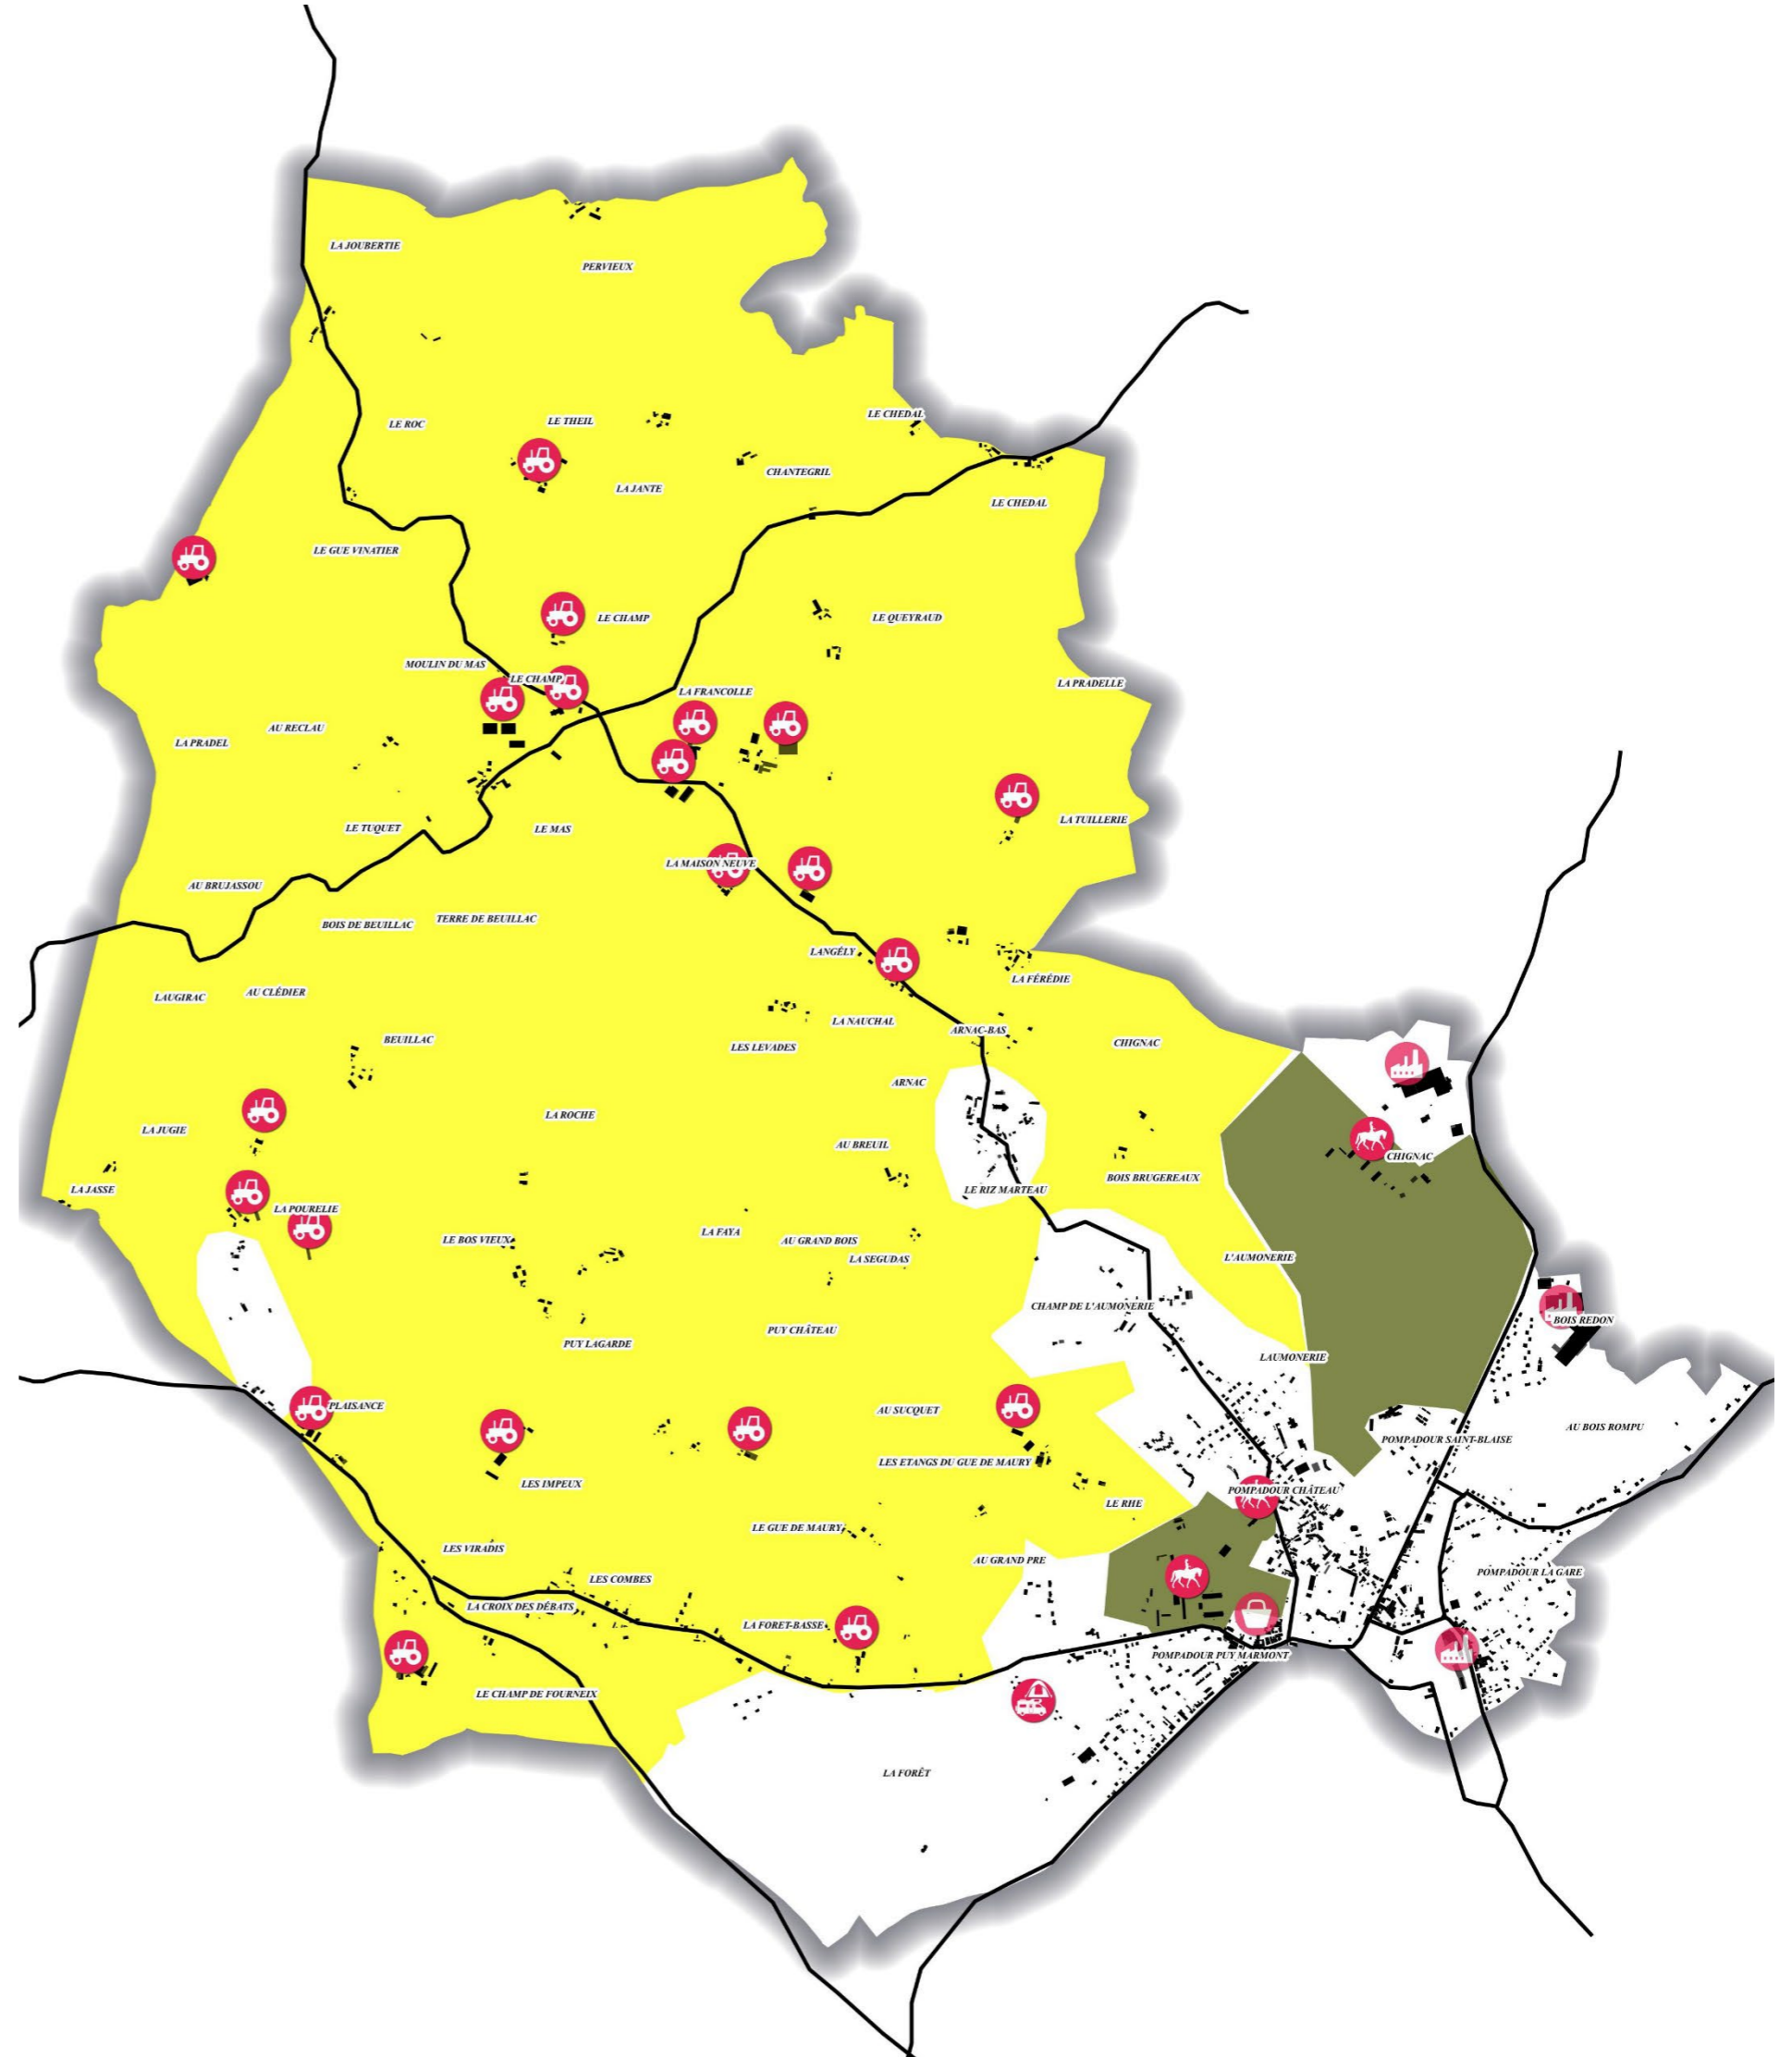 LA JOUBERTIE
PERVIEUX
LE CHEDAL
LE THEIL
LE ROC
CHANTEGRIL
LA JANTE
LE CHEDAL
LE GUE VINATIER
LE CHAMP
LE QUEYRAUD
MOULIN DU MAS
LE CHAMP
LA PRADELLE
LA FRANCOLLE
AU RECLAU
LA PRADEL
LA TUILLERIE
LE TUQUET
LE MAS
LA MAISON NEUVE
AU BRUJASSOU
TERRE DE BEUILLAC
BOIS DE BEUILLAC
LANGÉLY
LA FÉRÉDIE
AU CLÉDIER
LAUGIRAC
LA NAUCHAL
ARNAC-BAS
BEUILLAC
CHIGNAC
LES LEVADES
ARNAC
LA ROCHE
LA JUGIE
AU BREUIL
CHIGNAC
BOIS BRUGEREAUX
LA JASSE
LE RIZ MARTEAU
LA POURELIE
LA FAYA
LE BOS VIEUX
AU GRAND BOIS
LA SEGUDAS
L'AUMONERIE
CHAMP DE L'AUMONERIE
BOIS REDON
PUY CHÂTEAU
PUY LAGARDE
LAUMONERIE
PLAISANCE
AU SUCQUET
AU BOIS ROMPU
POMPADOUR SAINT-BLAISE
LES ETANGS DU GUE DE MAURY
LES IMPEUX
POMPADOUR CHÂTEAU
LE RHE
LE GUE DE MAURY
LES VIRADIS
AU GRAND PRE
POMPADOUR LA GARE
LES COMBES
LA CROIX DES DÉBATS
LA FORET-BASSE
POMPADOUR PUY MARMONT
LE CHAMP DE FOURNEIX
LA FORÊT